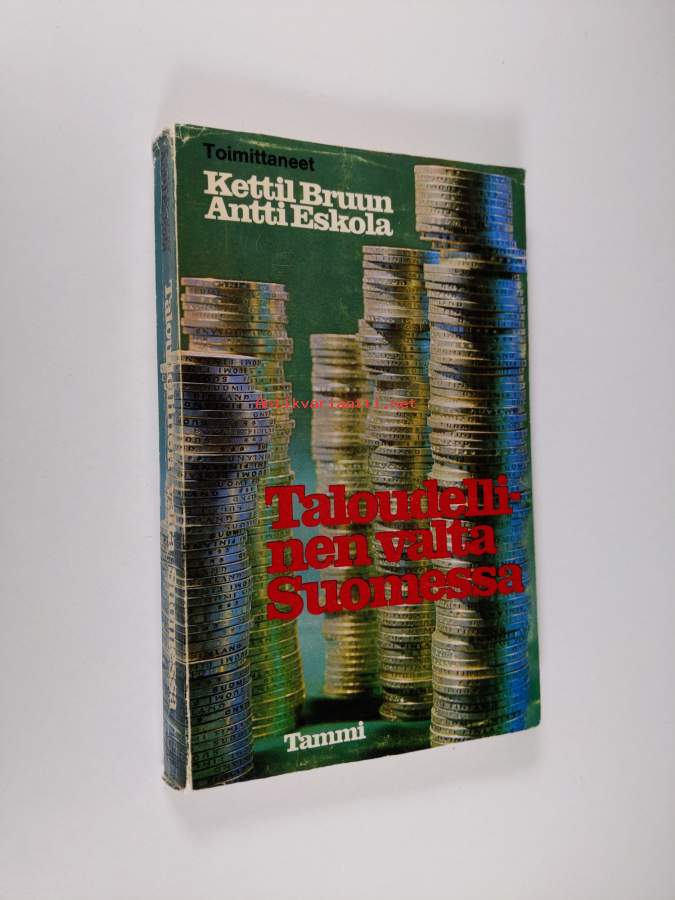 Toimittaneet
Kettil Bruun
Antti Eskola
Antikvariaatti.net
Taloudelli-
nen valta
Suomessa
Tammi